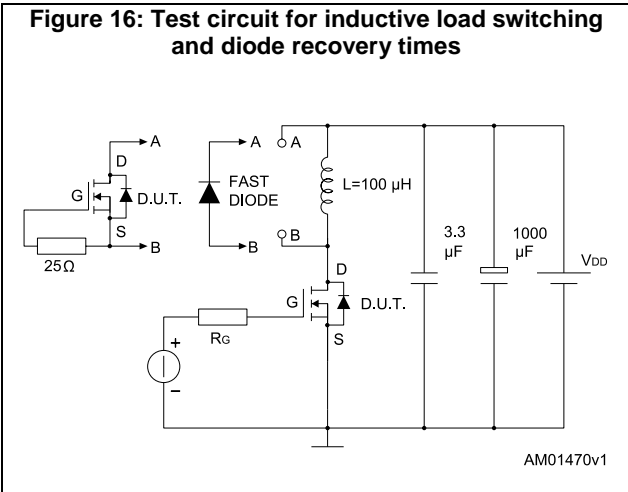 Figure 16: Test circuit for inductive load switching
and diode recovery times
A
D
G
D.U.T.
S
B
25Ω
A
FAST
DIODE
B
A
L=100 µH
B
D
G
D.U.T.
S
RG
+
-
3.3
µF
1000
µF
VDD
AM01470v1